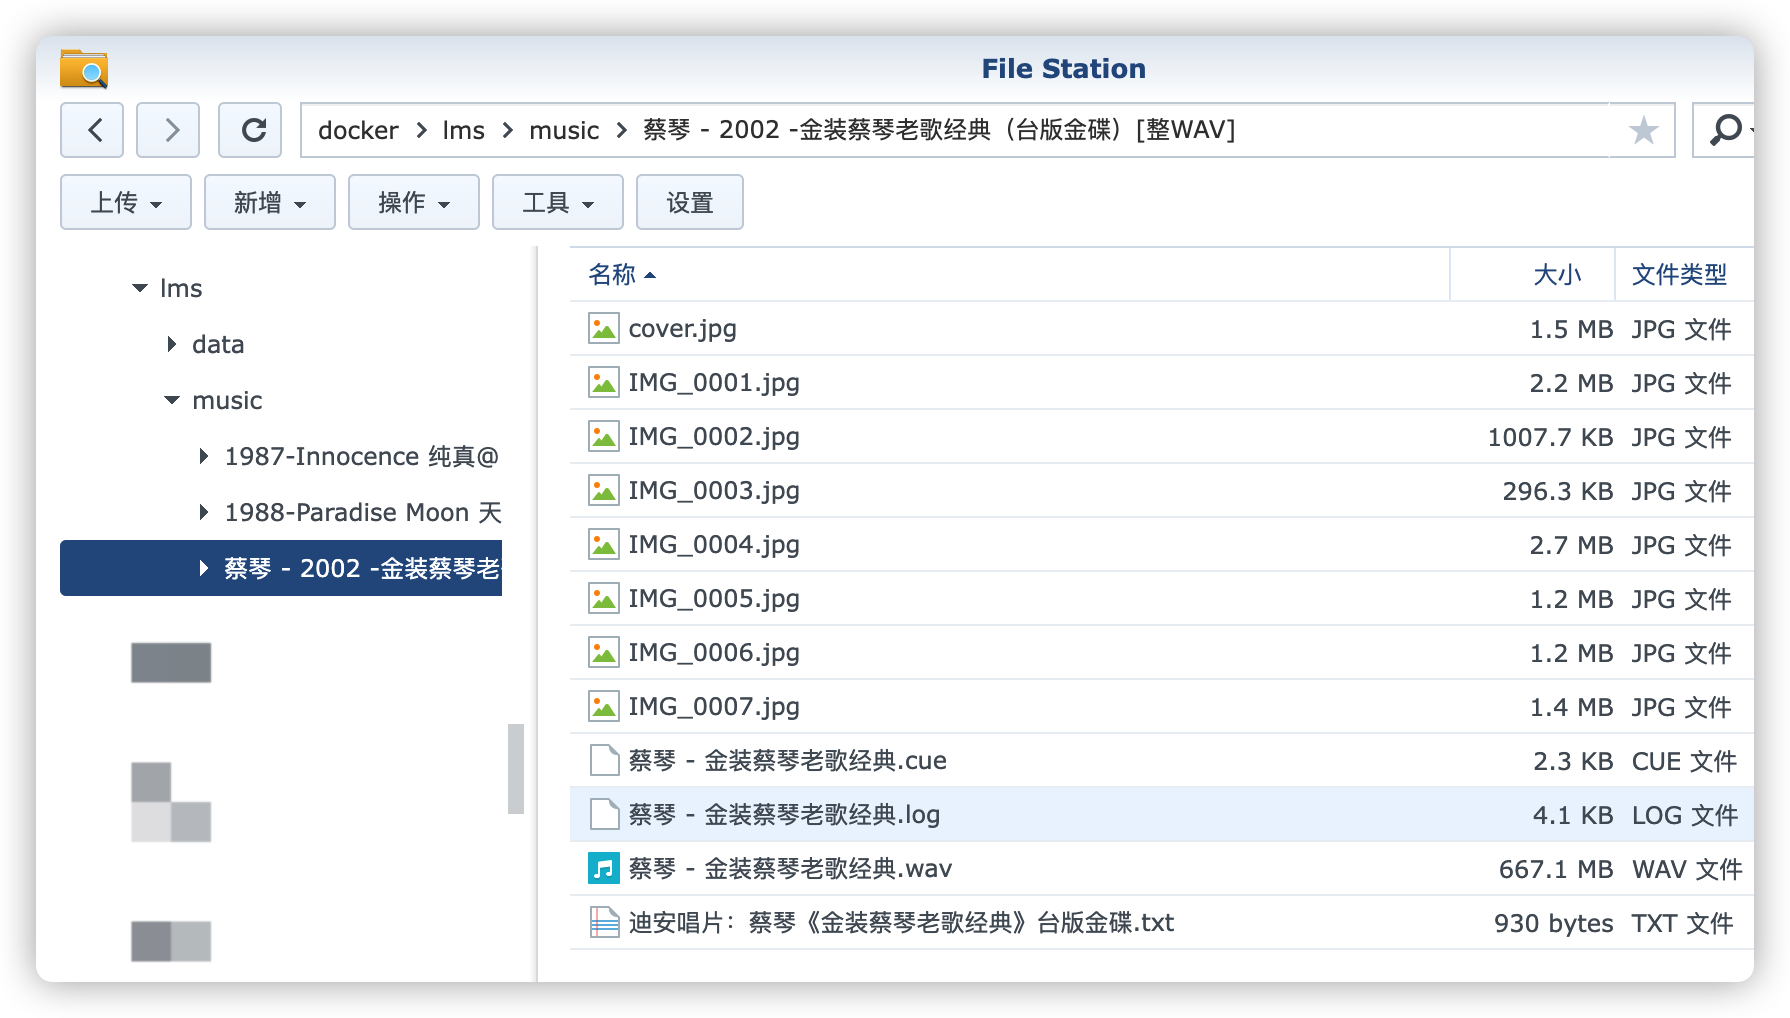 File Station
docker > lms > music > 蔡琴 - 2002 -金装蔡琴老歌经典（台版金碟）[整WAV]
上传 新增 操作 工具 设置
lms
data
music
1987-Innocence 纯真@
1988-Paradise Moon 天
蔡琴 - 2002 -金装蔡琴老
名称 大小 文件类型
cover.jpg 1.5 MB JPG 文件
IMG_0001.jpg 2.2 MB JPG 文件
IMG_0002.jpg 1007.7 KB JPG 文件
IMG_0003.jpg 296.3 KB JPG 文件
IMG_0004.jpg 2.7 MB JPG 文件
IMG_0005.jpg 1.2 MB JPG 文件
IMG_0006.jpg 1.2 MB JPG 文件
IMG_0007.jpg 1.4 MB JPG 文件
蔡琴 - 金装蔡琴老歌经典.cue 2.3 KB CUE 文件
蔡琴 - 金装蔡琴老歌经典.log 4.1 KB LOG 文件
蔡琴 - 金装蔡琴老歌经典.wav 667.1 MB WAV 文件
迪安唱片：蔡琴《金装蔡琴老歌经典》台版金碟.txt 930 bytes TXT 文件